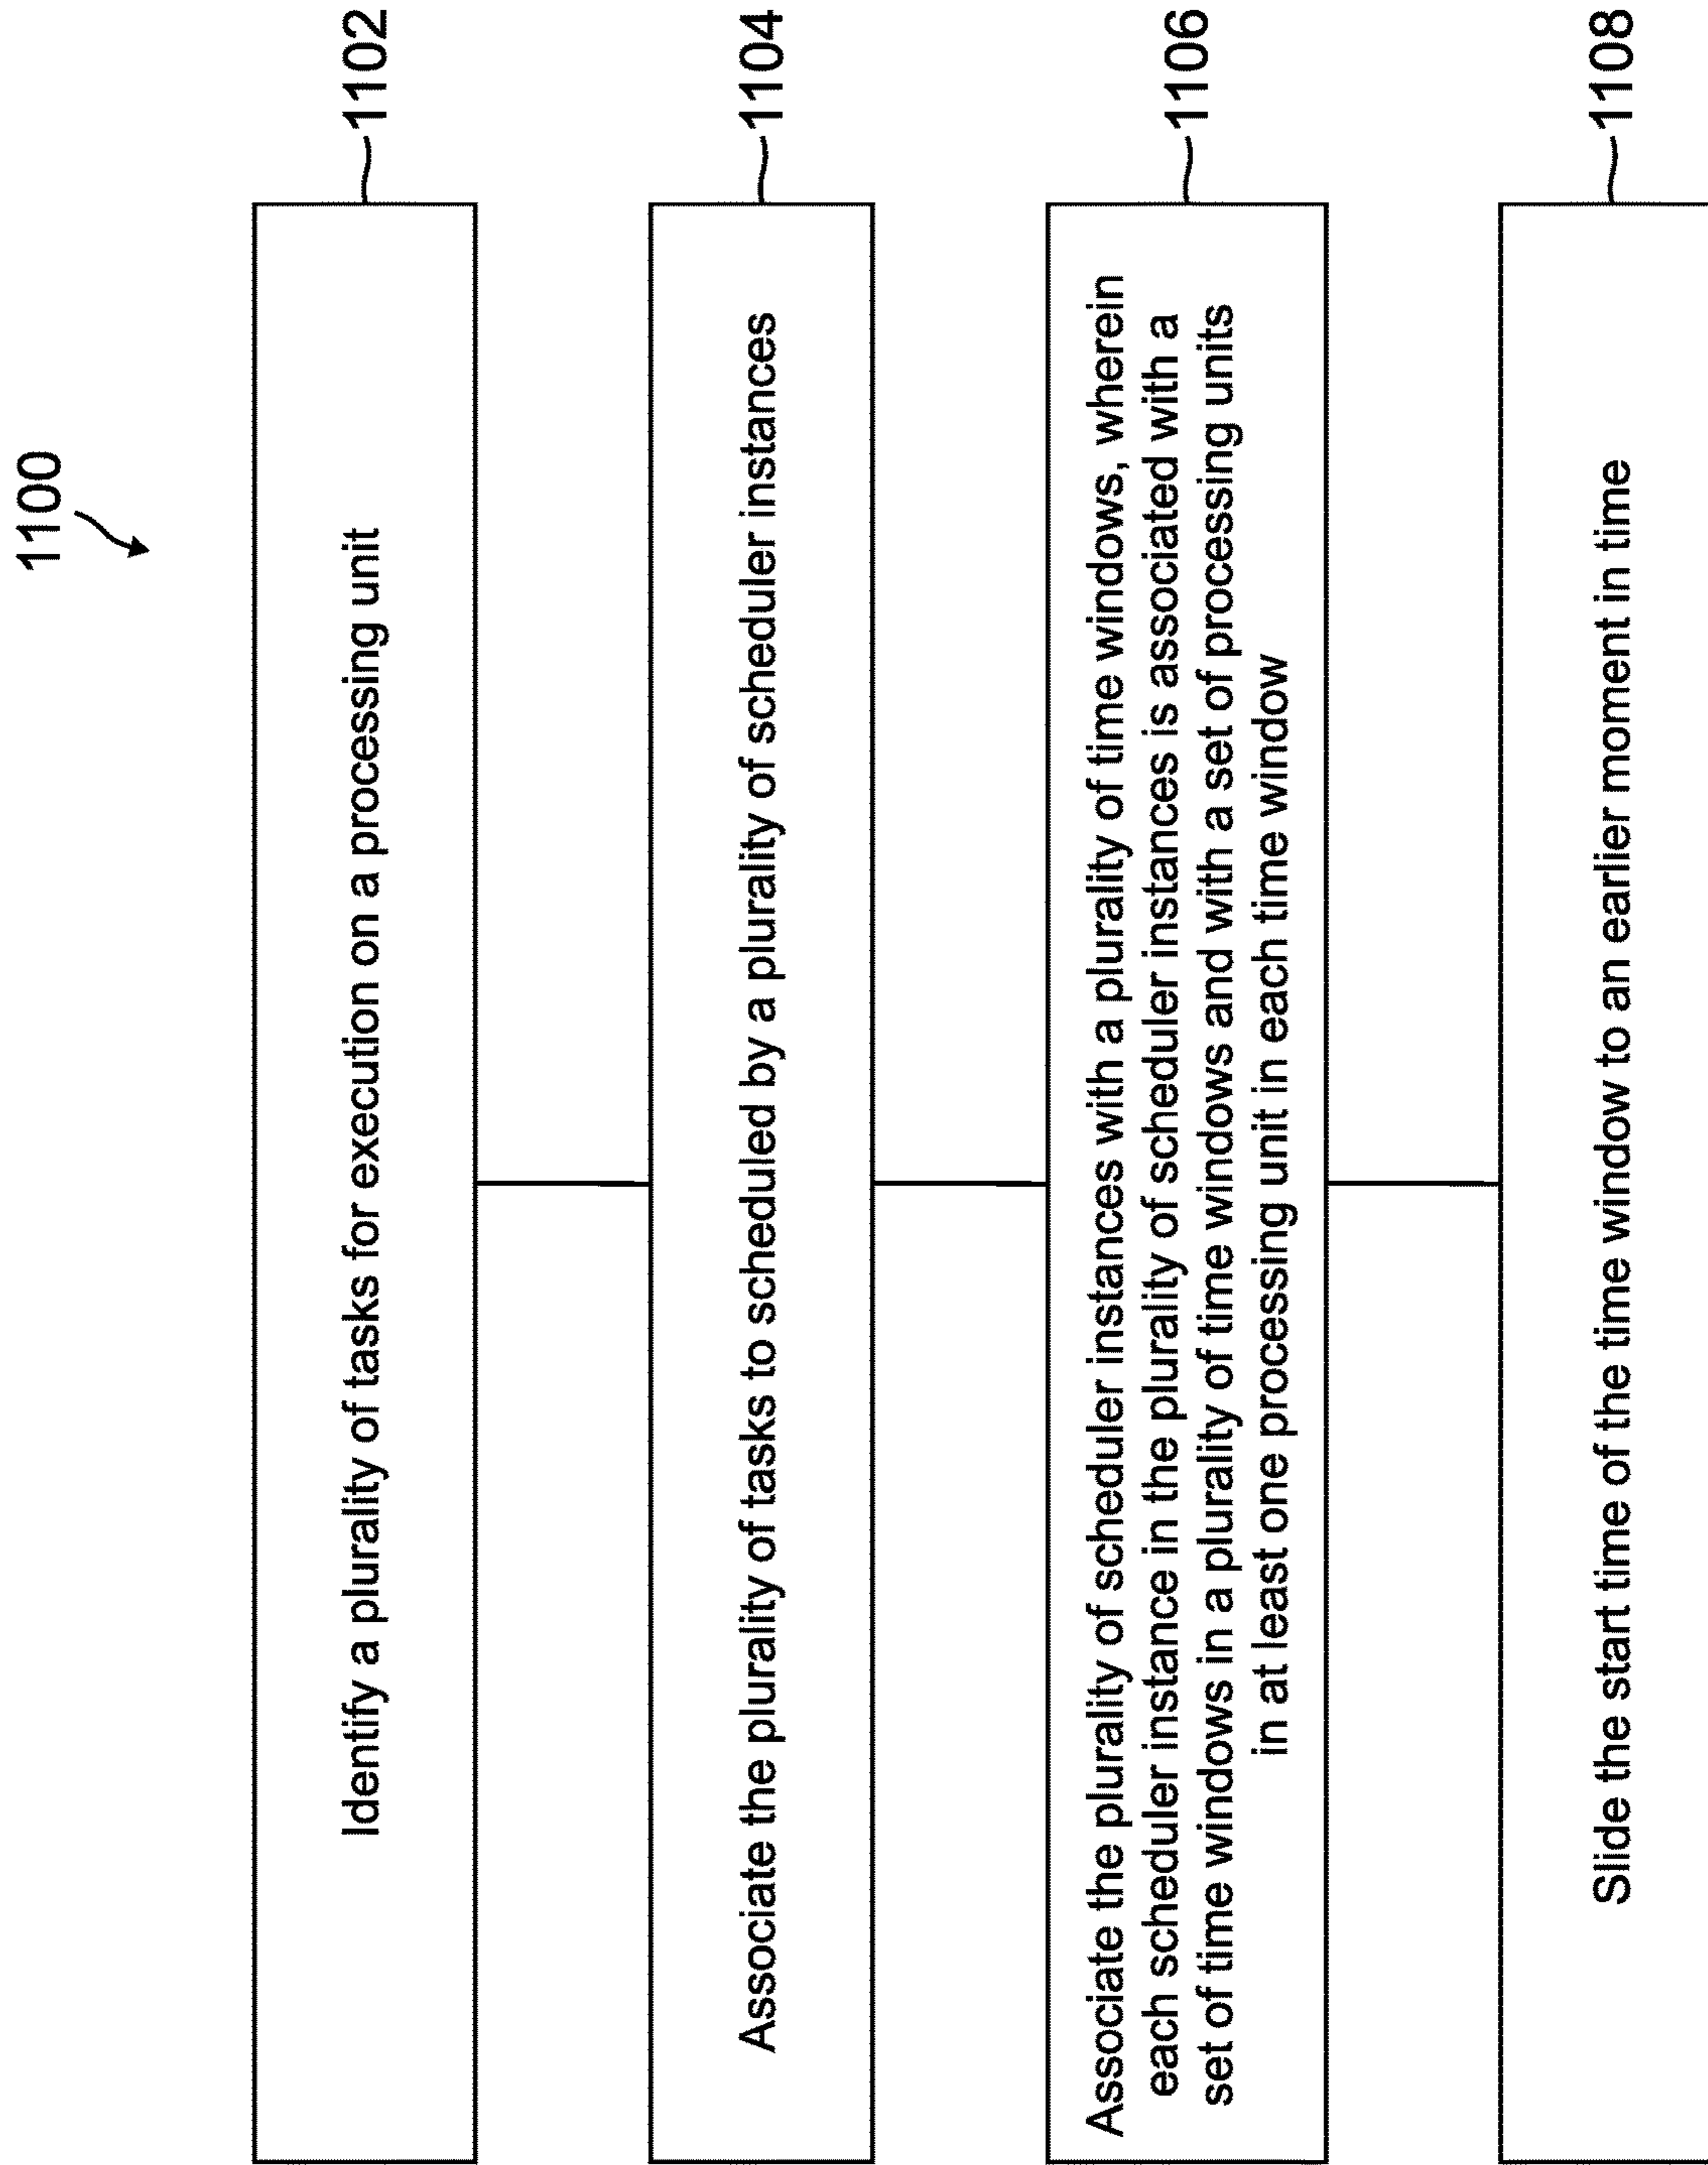 1100
Identify a plurality of tasks for execution on a processing unit
1102
Associate the plurality of tasks to scheduled by a plurality of scheduler instances
1104
Associate the plurality of scheduler instances with a plurality of time windows, wherein
each scheduler instance in the plurality of scheduler instances is associated with a
set of time windows in a plurality of time windows and with a set of processing units
in at least one processing unit in each time window
1106
Slide the start time of the time window to an earlier moment in time
1108